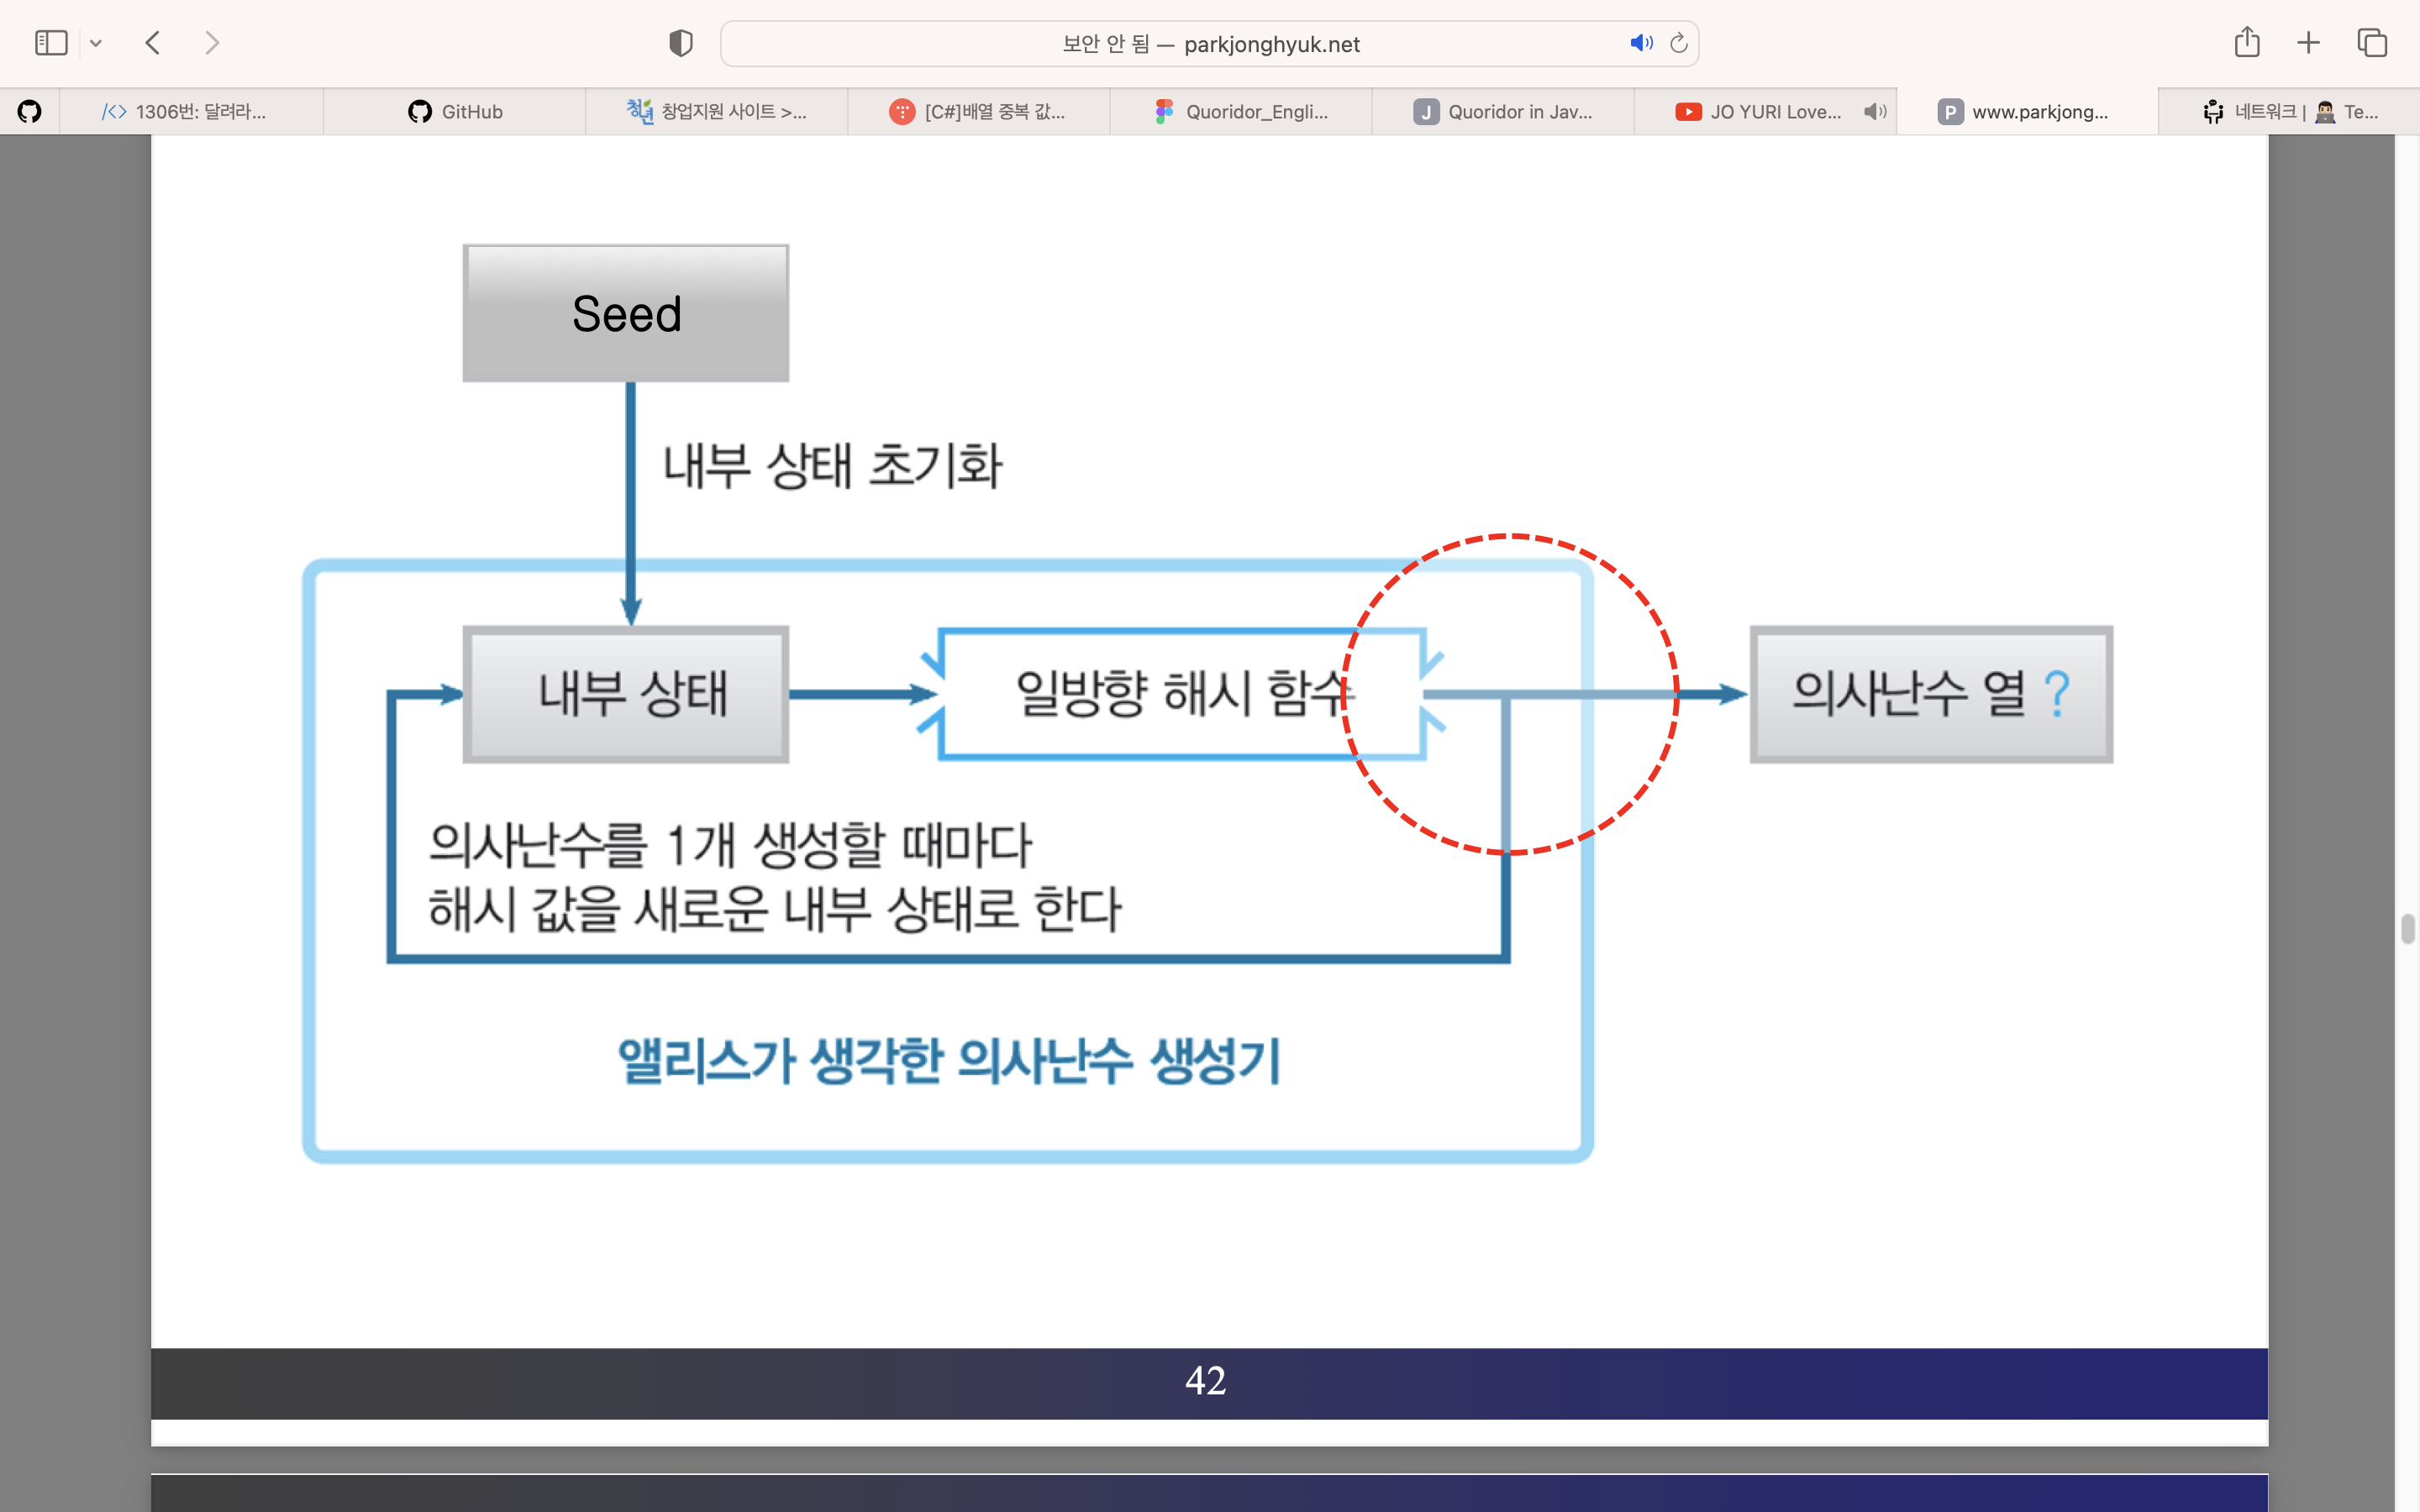 보안 안 됨 — parkjonghyuk.net
1306번: 달려라...
GitHub
청년
창업지원 사이트 >...
[C#]배열 중복 값...
Quoridor_Engli...
J
Quoridor in Jav...
JO YURI Love...
P
www.parkjong...
네트워크 |
Te...
Seed
내부 상태 초기화
내부 상태
일방향 해시 함수
의사난수 열 ?
의사난수를 1개 생성할 때마다
해시 값을 새로운 내부 상태로 한다
앨리스가 생각한 의사난수 생성기
42